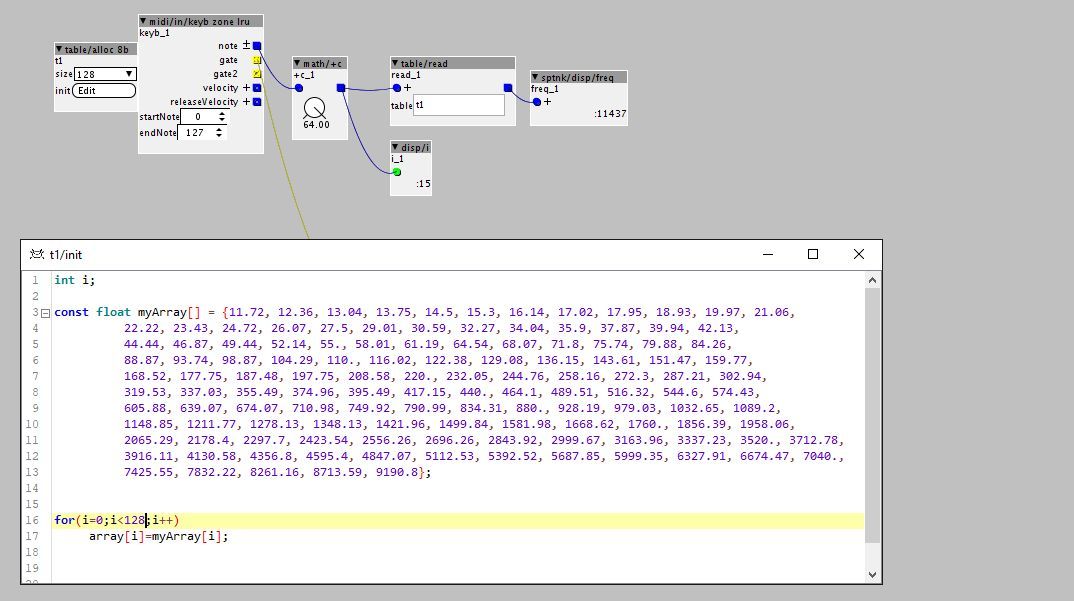 midi/in/keyb zone lru
keyb_1
note
gate
gate2
velocity +
releaseVelocity +
startNote 0
endNote 127
table/alloc 8b
t1
size 128
init Edit
math/+c
+c_1
64.00
table/read
read_1
+
table t1
sptnk/disp/freq
freq_1
+
:11437
disp/i
i_1
:15
t1/init
1 int i;
2
3 const float myArray[] = {11.72, 12.36, 13.04, 13.75, 14.5, 15.3, 16.14, 17.02, 17.95, 18.93, 19.97, 21.06,
4 22.22, 23.43, 24.72, 26.07, 27.5, 29.01, 30.59, 32.27, 34.04, 35.9, 37.87, 39.94, 42.13,
5 44.44, 46.87, 49.44, 52.14, 55., 58.01, 61.19, 64.54, 68.07, 71.8, 75.74, 79.88, 84.26,
6 88.87, 93.74, 98.87, 104.29, 110., 116.02, 122.38, 129.08, 136.15, 143.61, 151.47, 159.77,
7 168.52, 177.75, 187.48, 197.75, 208.58, 220., 232.05, 244.76, 258.16, 272.3, 287.21, 302.94,
8 319.53, 337.03, 355.49, 374.96, 395.49, 417.15, 440., 464.1, 489.51, 516.32, 544.6, 574.43,
9 605.88, 639.07, 674.07, 710.98, 749.92, 790.99, 834.31, 880., 928.19, 979.03, 1032.65, 1089.2,
10 1148.85, 1211.77, 1278.13, 1348.13, 1421.96, 1499.84, 1581.98, 1668.62, 1760., 1856.39, 1958.06,
11 2065.29, 2178.4, 2297.7, 2423.54, 2556.26, 2696.26, 2843.92, 2999.67, 3163.96, 3337.23, 3520., 3712.78,
12 3916.11, 4130.58, 4356.8, 4595.4, 4847.07, 5112.53, 5392.52, 5687.85, 5999.35, 6327.91, 6674.47, 7040.,
13 7425.55, 7832.22, 8261.16, 8713.59, 9190.8};
14
15
16 for(i=0;i<128;i++)
17 array[i]=myArray[i];
18
19